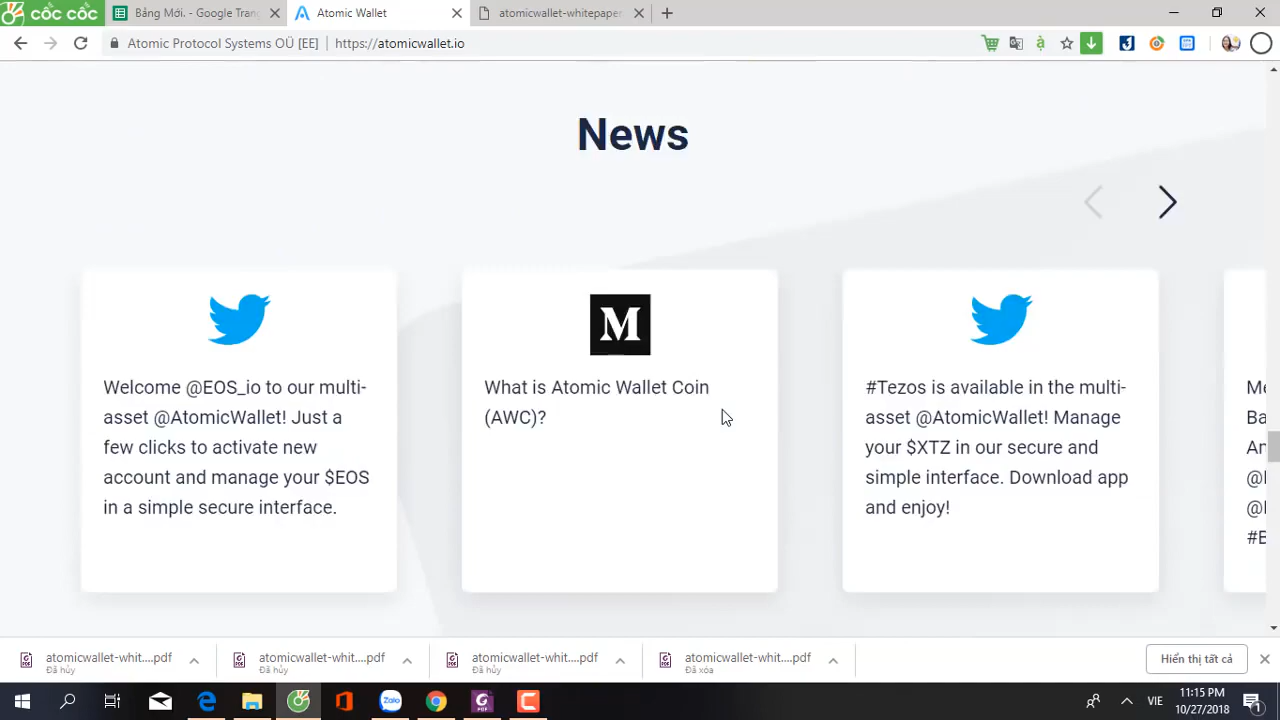 cốc cốc
Bảng Mới. - Google Trang
Atomic Wallet
atomicwallet-whitepaper
Atomic Protocol Systems OÜ [EE]
https://atomicwallet.io
News
Welcome @EOS_io to our multi-
asset @AtomicWallet! Just a
few clicks to activate new
account and manage your $EOS
in a simple secure interface.
M
What is Atomic Wallet Coin
(AWC)?
#Tezos is available in the multi-
asset @AtomicWallet! Manage
your $XTZ in our secure and
simple interface. Download app
and enjoy!
atomicwallet-whit....pdf
Đã hủy
atomicwallet-whit....pdf
Đã hủy
atomicwallet-whit....pdf
Đã hủy
atomicwallet-whit....pdf
Đã xóa
Hiển thị tất cả
Zalo
VIE
11:15 PM
10/27/2018
1